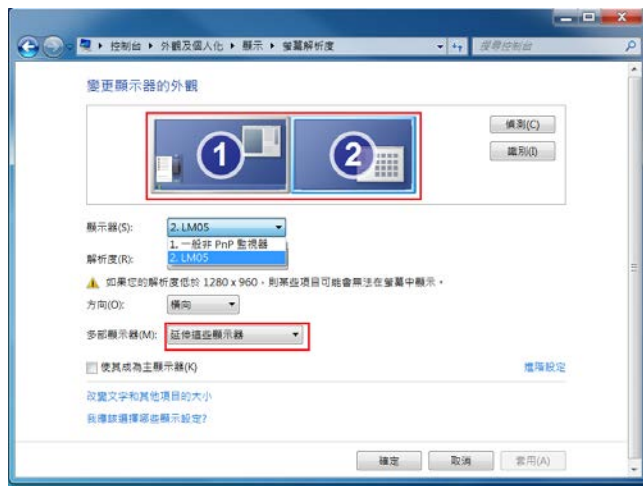 控制台 ▸ 外觀及個人化 ▸ 顯示 ▸ 螢幕解析度
搜尋控制台
變更顯示器的外觀
1
2
偵測(C)
識別(I)
顯示器(S):
2. LM05
1. 一般非 PnP 監視器
2. LM05
解析度(R):
如果您的解析度低於 1280 x 960，則某些項目可能會無法在螢幕中顯示。
方向(O):
橫向
多部顯示器(M):
延伸這些顯示器
使其成為主顯示器(K)
進階設定
改變文字和其他項目的大小
我應該選擇哪些顯示設定?
確定
取消
套用(A)